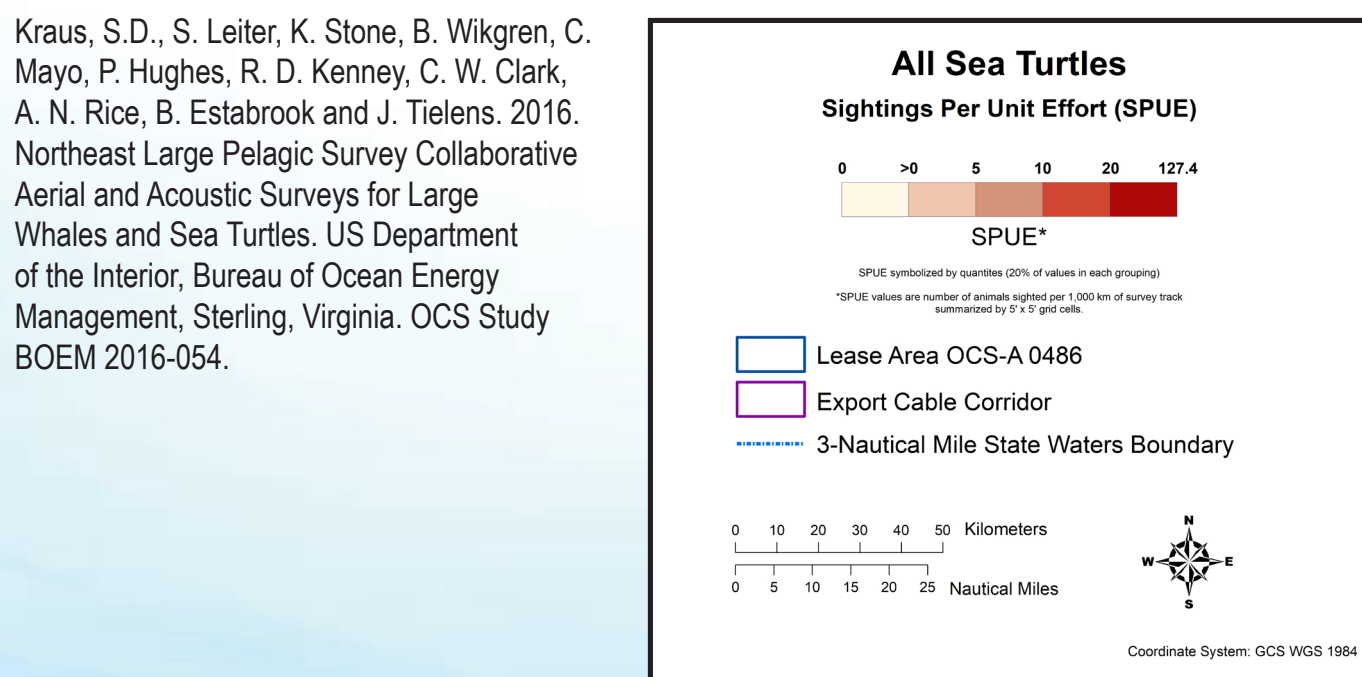 Kraus, S.D., S. Leiter, K. Stone, B. Wikgren, C.
Mayo, P. Hughes, R. D. Kenney, C. W. Clark,
A. N. Rice, B. Estabrook and J. Tielens. 2016.
Northeast Large Pelagic Survey Collaborative
Aerial and Acoustic Surveys for Large
Whales and Sea Turtles. US Department
of the Interior, Bureau of Ocean Energy
Management, Sterling, Virginia. OCS Study
BOEM 2016-054.
All Sea Turtles
Sightings Per Unit Effort (SPUE)
0 >0 5 10 20 127.4
SPUE*
SPUE symbolized by quantites (20% of values in each grouping)
*SPUE values are number of animals sighted per 1,000 km of survey track
summarized by 5' x 5' grid cells.
Lease Area OCS-A 0486
Export Cable Corridor
3-Nautical Mile State Waters Boundary
0 10 20 30 40 50 Kilometers
0 5 10 15 20 25 Nautical Miles
N
W E
S
Coordinate System: GCS WGS 1984